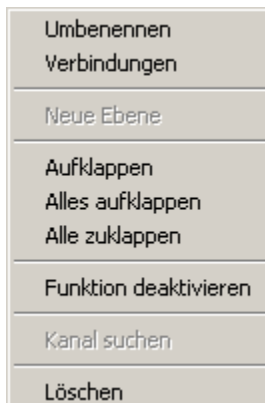 Umbenennen
Verbindungen
Neue Ebene
Aufklappen
Alles aufklappen
Alle zuklappen
Funktion deaktivieren
Kanal suchen
Löschen